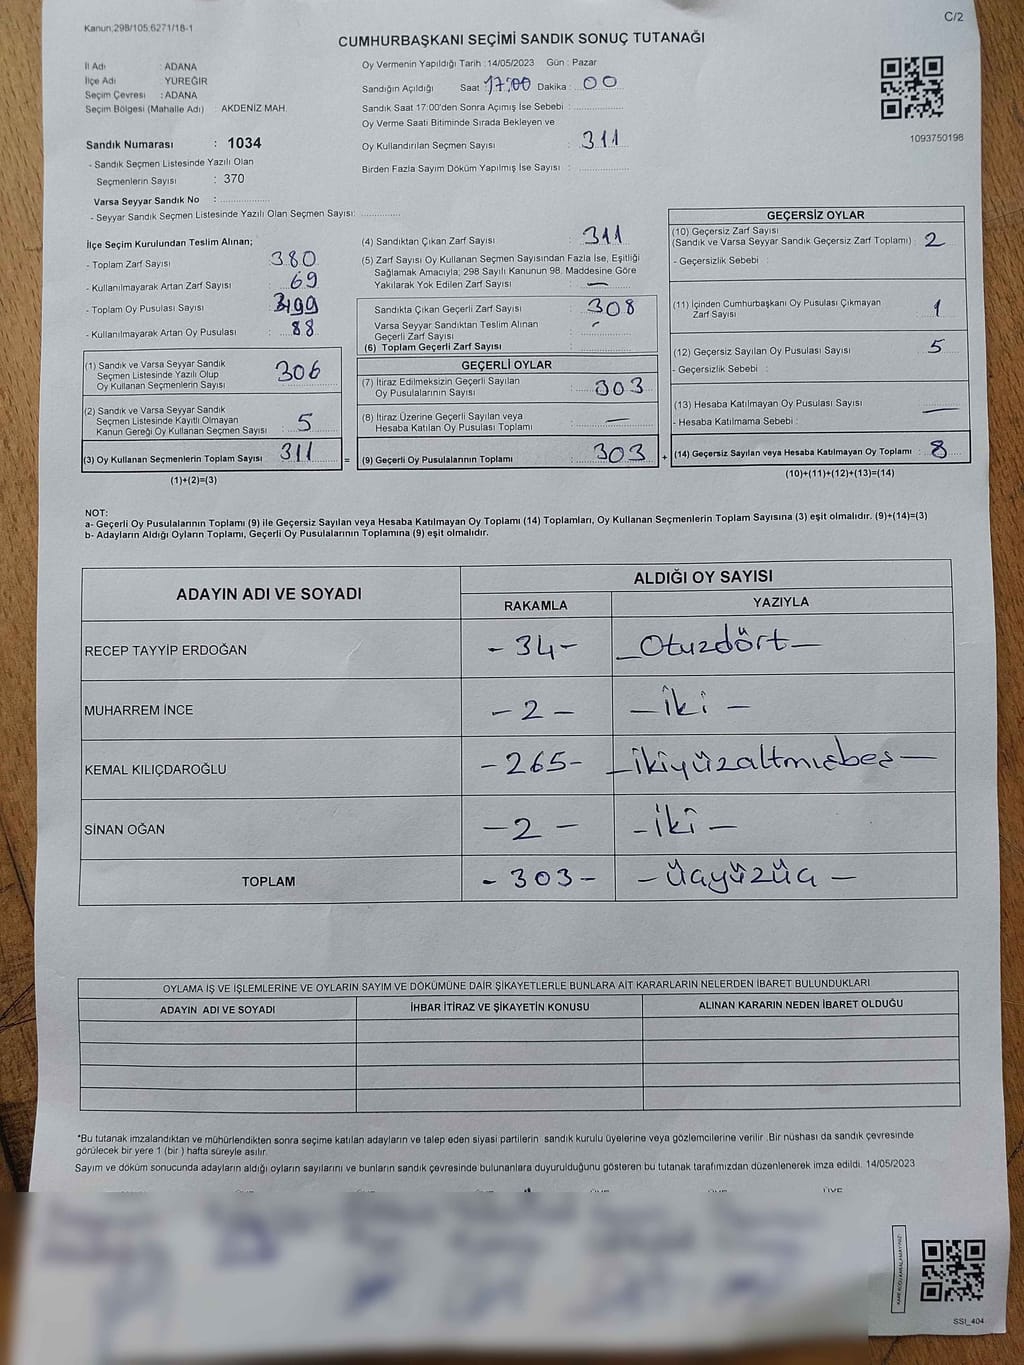 Kanun;298/105;6271/18-1
C/2
CUMHURBAŞKANI SEÇİMİ SANDIK SONUÇ TUTANAĞI
İl Adı : ADANA
İlçe Adı : YÜREĞİR
Seçim Çevresi : ADANA
Seçim Bölgesi (Mahalle Adı) : AKDENİZ MAH.
Sandık Numarası : 1034
- Sandık Seçmen Listesinde Yazılı Olan
Seçmenlerin Sayısı : 370
Varsa Seyyar Sandık No :
- Seyyar Sandık Seçmen Listesinde Yazılı Olan Seçmen Sayısı:
Oy Vermenin Yapıldığı Tarih :14/05/2023 Gün : Pazar
Sandığın Açıldığı Saat : 17:00 Dakika : 00
Sandık Saat 17:00'den Sonra Açımış İse Sebebi :
Oy Verme Saati Bitiminde Sırada Bekleyen ve
Oy Kullandırılan Seçmen Sayısı : 311
Birden Fazla Sayım Döküm Yapılmış İse Sayısı :
1093750198
İlçe Seçim Kurulundan Teslim Alınan;
- Toplam Zarf Sayısı : 380
- Kullanılmayarak Artan Zarf Sayısı : 69
- Toplam Oy Pusulası Sayısı : 399
- Kullanılmayarak Artan Oy Pusulası : 88
(1) Sandık ve Varsa Seyyar Sandık
Seçmen Listesinde Yazılı Olup
Oy Kullanan Seçmenlerin Sayısı : 306
(2) Sandık ve Varsa Seyyar Sandık
Seçmen Listesinde Kayıtlı Olmayan
Kanun Gereği Oy Kullanan Seçmen Sayısı : 5
(3) Oy Kullanan Seçmenlerin Toplam Sayısı : 311
(1)+(2)=(3)
(4) Sandıktan Çıkan Zarf Sayısı : 311
(5) Zarf Sayısı Oy Kullanan Seçmen Sayısından Fazla İse, Eşitliği
Sağlamak Amacıyla; 298 Sayılı Kanunun 98. Maddesine Göre
Yakılarak Yok Edilen Zarf Sayısı : —
Sandıkta Çıkan Geçerli Zarf Sayısı : 308
Varsa Seyyar Sandıktan Teslim Alınan
Geçerli Zarf Sayısı : -
(6) Toplam Geçerli Zarf Sayısı :
GEÇERLİ OYLAR
(7) İtiraz Edilmeksizin Geçerli Sayılan
Oy Pusulalarının Sayısı : 303
(8) İtiraz Üzerine Geçerli Sayılan veya
Hesaba Katılan Oy Pusulası Toplamı : —
= (9) Geçerli Oy Pusulalarının Toplamı : 303
GEÇERSİZ OYLAR
(10) Geçersiz Zarf Sayısı
(Sandık ve Varsa Seyyar Sandık Geçersiz Zarf Toplamı) : 2
- Geçersizlik Sebebi :
(11) İçinden Cumhurbaşkanı Oy Pusulası Çıkmayan
Zarf Sayısı : 1
(12) Geçersiz Sayılan Oy Pusulası Sayısı : 5
- Geçersizlik Sebebi :
(13) Hesaba Katılmayan Oy Pusulası Sayısı : —
- Hesaba Katılmama Sebebi :
+ (14) Geçersiz Sayılan veya Hesaba Katılmayan Oy Toplamı : 8
(10)+(11)+(12)+(13)=(14)
NOT:
a- Geçerli Oy Pusulalarının Toplamı (9) ile Geçersiz Sayılan veya Hesaba Katılmayan Oy Toplamı (14) Toplamları, Oy Kullanan Seçmenlerin Toplam Sayısına (3) eşit olmalıdır. (9)+(14)=(3)
b- Adayların Aldığı Oyların Toplamı, Geçerli Oy Pusulalarının Toplamına (9) eşit olmalıdır.
ADAYIN ADI VE SOYADI
ALDIĞI OY SAYISI
RAKAMLA YAZIYLA
RECEP TAYYİP ERDOĞAN - 34 - - Otuzdört -
MUHARREM İNCE - 2 - - iki -
KEMAL KILIÇDAROĞLU - 265 - - ikiyüzaltmışbeş -
SİNAN OĞAN - 2 - - iki -
TOPLAM - 303 - - üçyüzüç -
OYLAMA İŞ VE İŞLEMLERİNE VE OYLARIN SAYIM VE DÖKÜMÜNE DAİR ŞİKAYETLERLE BUNLARA AİT KARARLARIN NELERDEN İBARET BULUNDUKLARI
ADAYIN ADI VE SOYADI İHBAR İTİRAZ VE ŞİKAYETİN KONUSU ALINAN KARARIN NEDEN İBARET OLDUĞU
*Bu tutanak imzalandıktan ve mühürlendikten sonra seçime katılan adayların ve talep eden siyasi partilerin sandık kurulu üyelerine veya gözlemcilerine verilir .Bir nüshası da sandık çevresinde
görülecek bir yere 1 (bir ) hafta süreyle asılır.
Sayım ve döküm sonucunda adayların aldığı oyların sayılarını ve bunların sandık çevresinde bulunanlara duyurulduğunu gösteren bu tutanak tarafımızdan düzenlenerek imza edildi. 14/05/2023
SSI_404